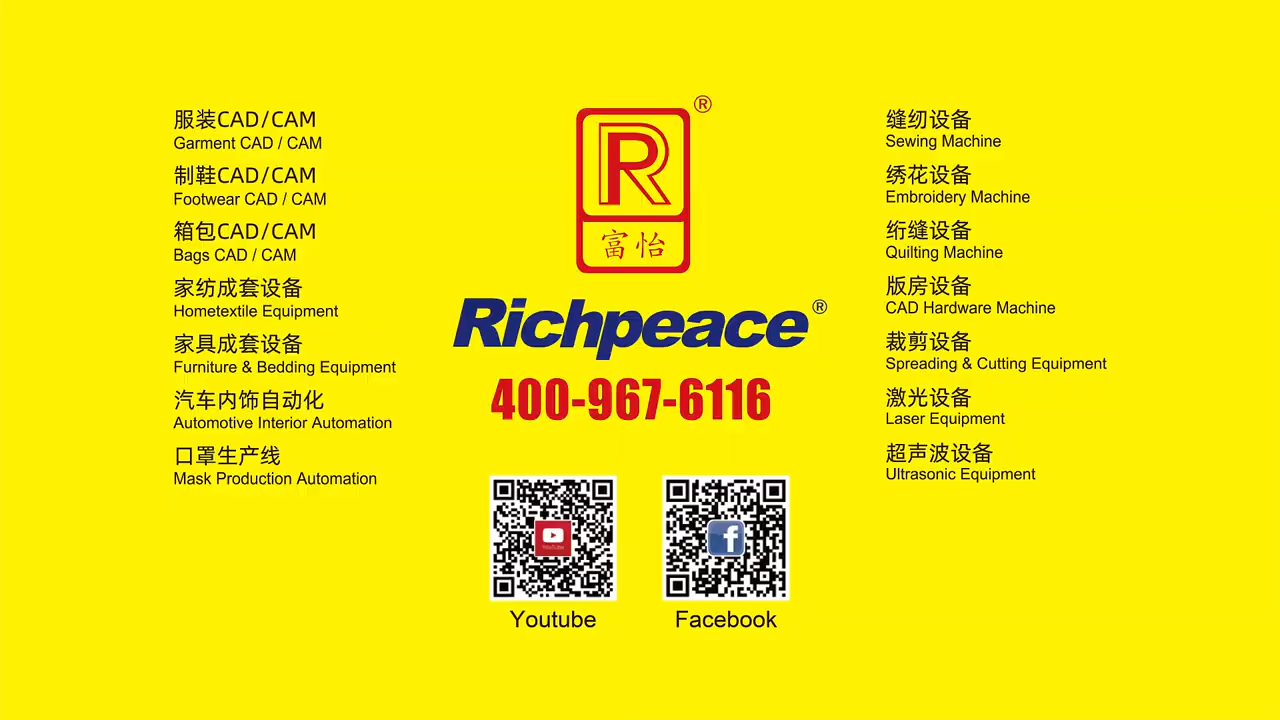 服装CAD/CAM
Garment CAD / CAM
制鞋CAD/CAM
Footwear CAD / CAM
箱包CAD/CAM
Bags CAD / CAM
家纺成套设备
Hometextile Equipment
家具成套设备
Furniture & Bedding Equipment
汽车内饰自动化
Automotive Interior Automation
口罩生产线
Mask Production Automation
R®
富怡
Richpeace®
400-967-6116
YouTube
f
Youtube
Facebook
缝纫设备
Sewing Machine
绣花设备
Embroidery Machine
绗缝设备
Quilting Machine
版房设备
CAD Hardware Machine
裁剪设备
Spreading & Cutting Equipment
激光设备
Laser Equipment
超声波设备
Ultrasonic Equipment